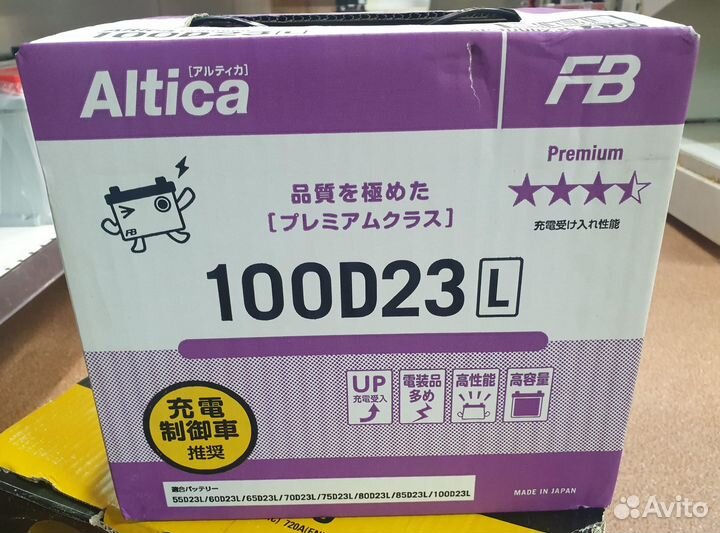 100D23 L
[アルティカ]
Altica
FB
Premium
品質を極めた
[プレミアムクラス]
充電受け入れ性能
FB
100D23 L
UP
充電受入
電装品
多め
高性能
高容量
充電
制御車
推奨
適合バッテリー
55D23L/60D23L/65D23L/70D23L/75D23L/80D23L/85D23L/100D23L
MADE IN JAPAN
720A(EN
Avito